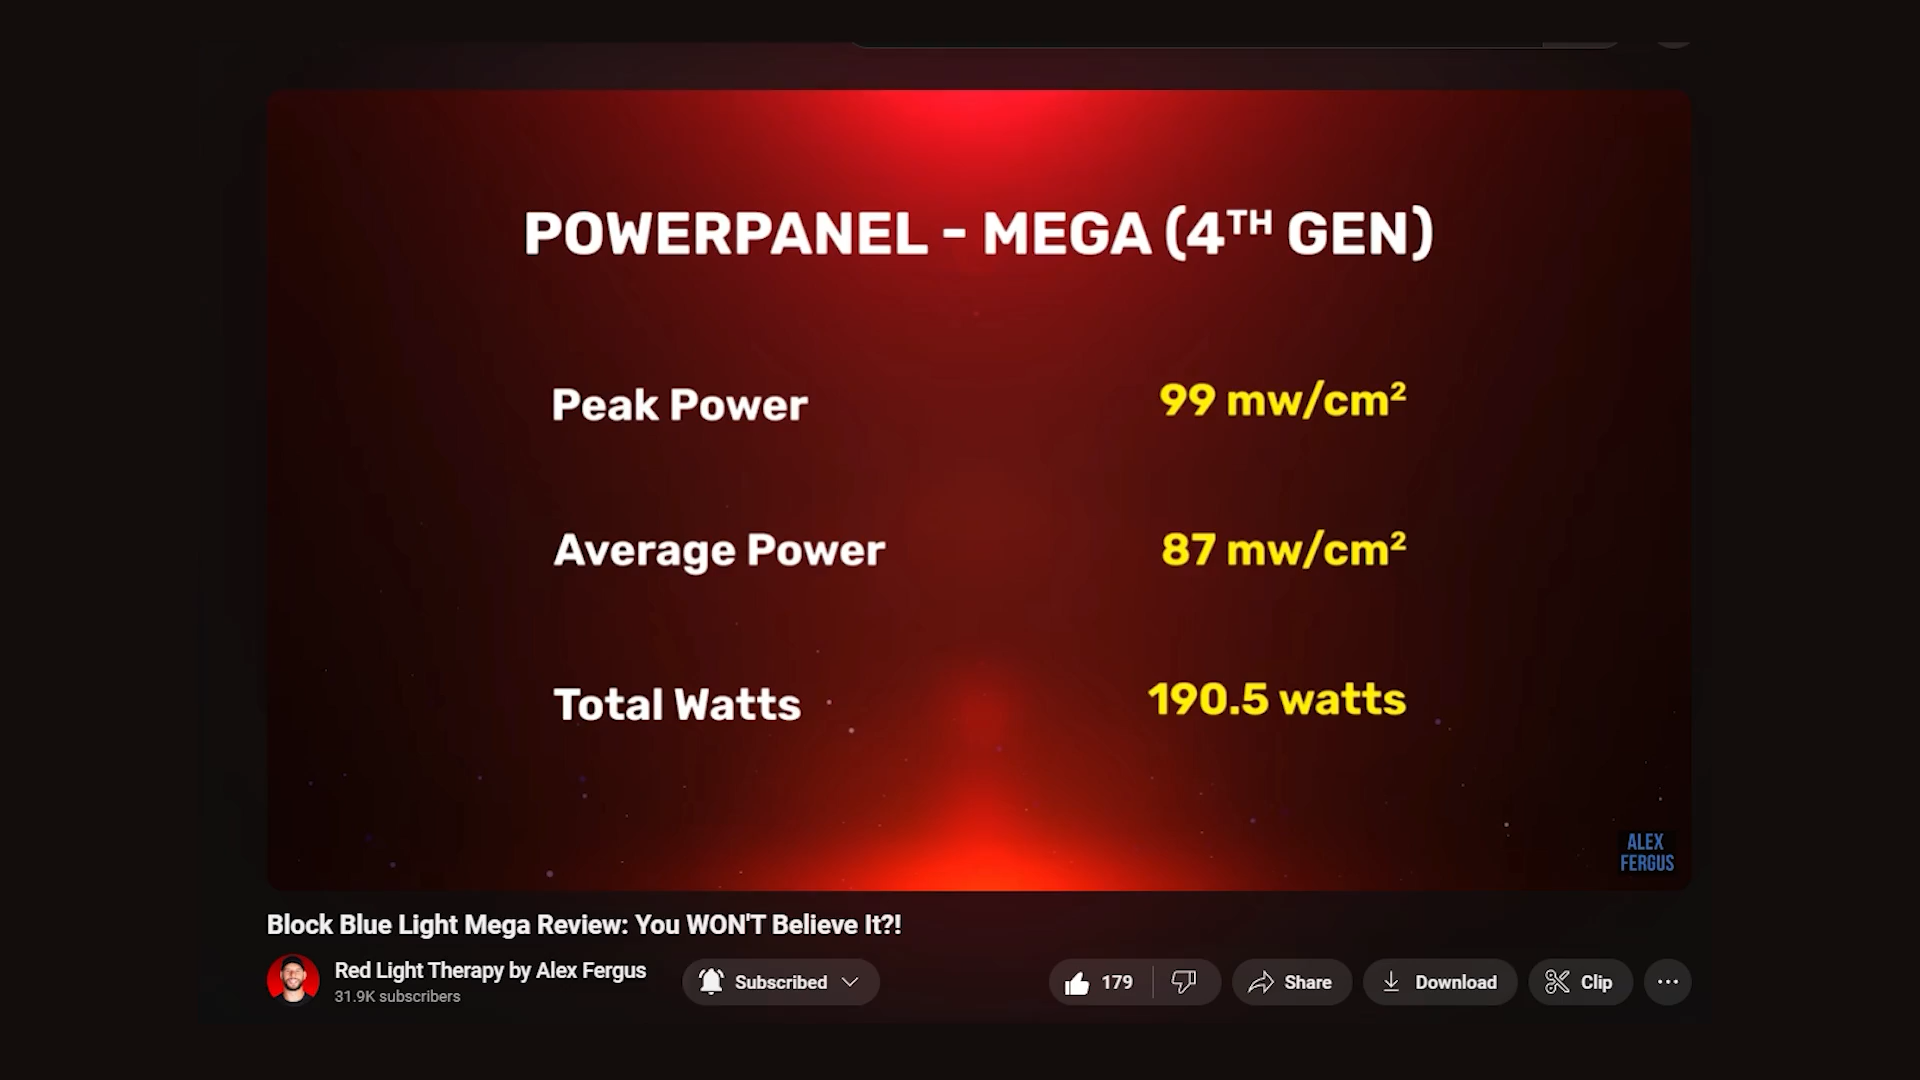 POWERPANEL - MEGA (4TH GEN)
Peak Power 99 mw/cm²
Average Power 87 mw/cm²
Total Watts 190.5 watts
ALEX
FERGUS
Block Blue Light Mega Review: You WON'T Believe It?!
Red Light Therapy by Alex Fergus
31.9K subscribers
Subscribed
179
Share
Download
Clip